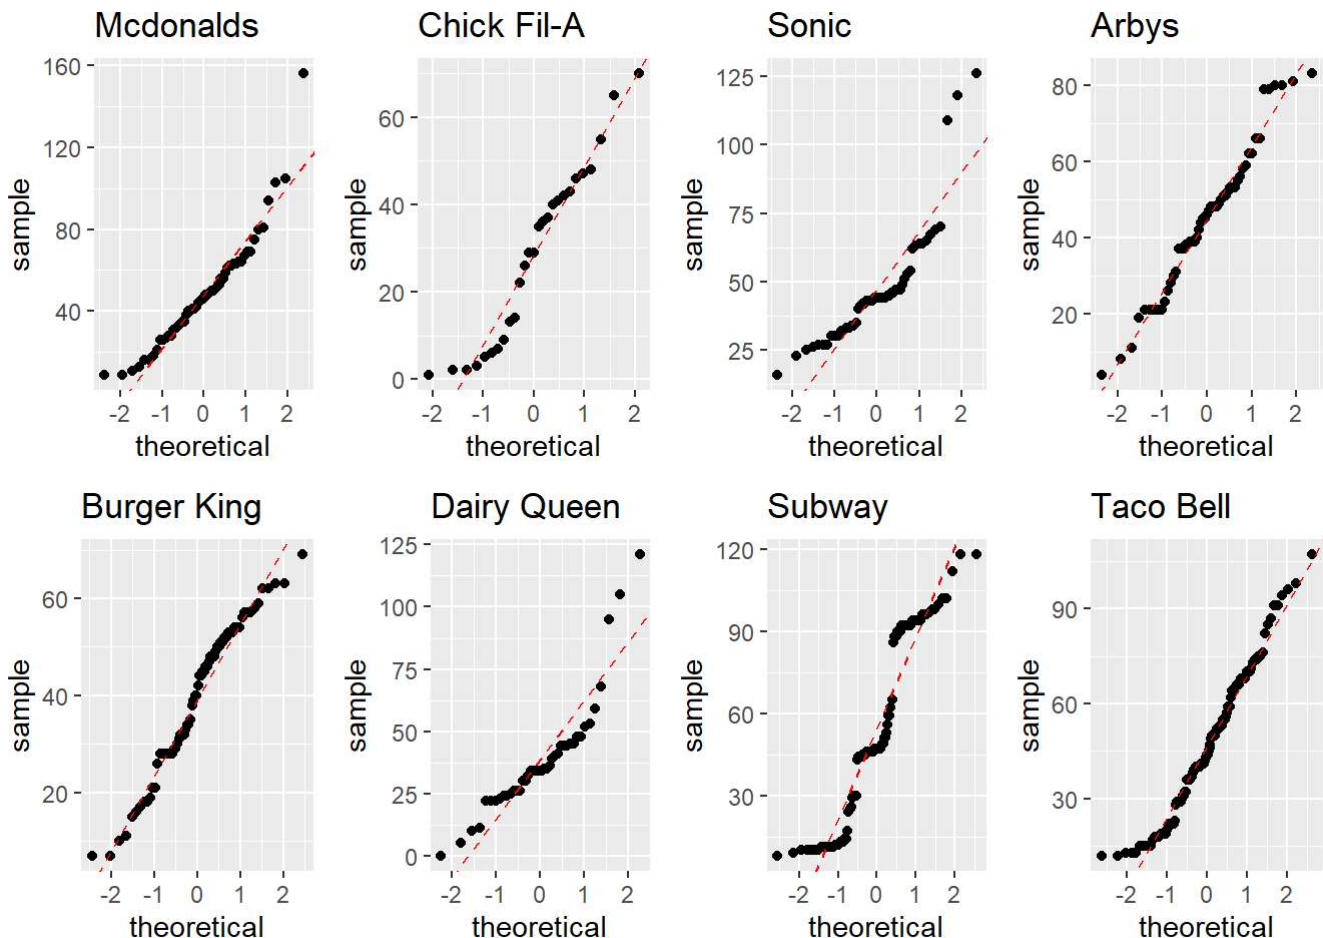 Mcdonalds
160
120
80
40
sample
-2 -1 0 1 2
theoretical
Chick Fil-A
60
40
20
0
sample
-2 -1 0 1 2
theoretical
Sonic
125
100
75
50
25
sample
-2 -1 0 1 2
theoretical
Arbys
80
60
40
20
sample
-2 -1 0 1 2
theoretical
Burger King
60
40
20
sample
-2 -1 0 1 2
theoretical
Dairy Queen
125
100
75
50
25
0
sample
-2 -1 0 1 2
theoretical
Subway
120
90
60
30
sample
-2 -1 0 1 2
theoretical
Taco Bell
90
60
30
sample
-2 -1 0 1 2
theoretical